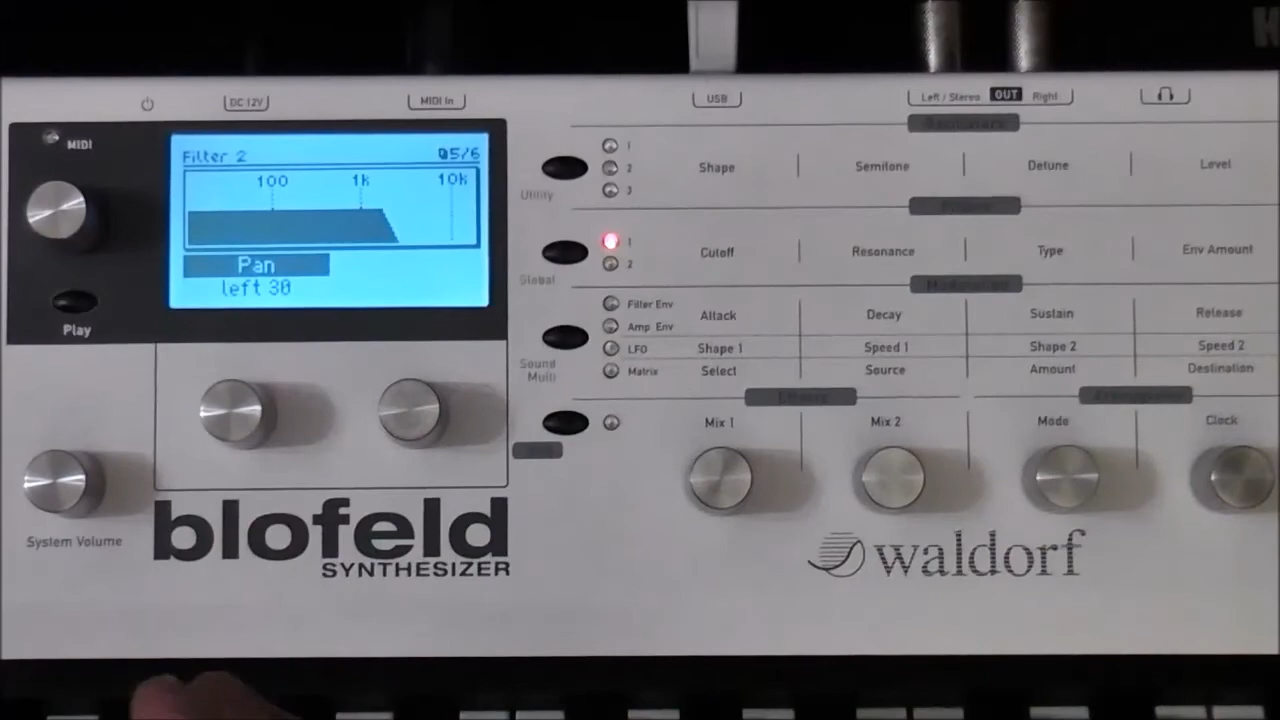 K
DC 12V MIDI In USB Left / Stereo OUT Right
MIDI
Filter 2 05/6
100 1k 10k
Pan
left 30
Play
System Volume
blofeld
SYNTHESIZER
Utility
Global
Sound
Multi
1
2
3
Shape Semitone Detune Level
1
2
Cutoff Resonance Type Env Amount
Filter Env Attack Decay Sustain Release
Amp Env
LFO Shape 1 Speed 1 Shape 2 Speed 2
Matrix Select Source Amount Destination
Effects Arpeggiator
Mix 1 Mix 2 Mode Clock
waldorf